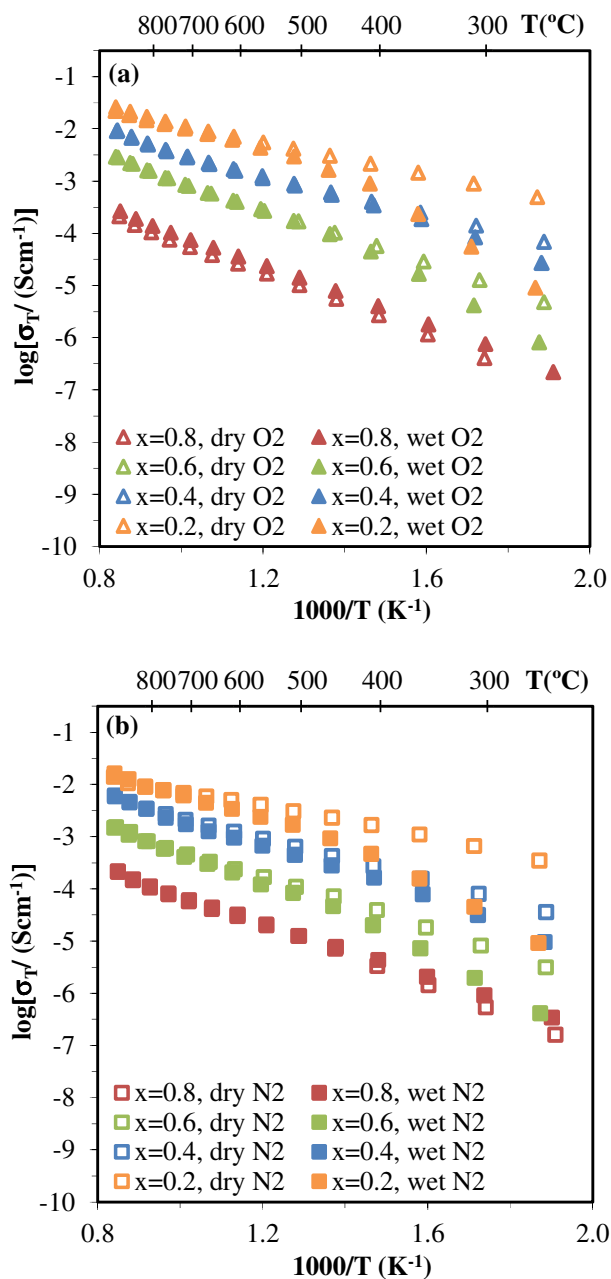 800 700 600 500 400 300 T(ºC)
(a)
-1
-2
-3
-4
-5
-6
-7
-8
-9
-10
log[σT/ (Scm-1)]
x=0.8, dry O2 x=0.8, wet O2
x=0.6, dry O2 x=0.6, wet O2
x=0.4, dry O2 x=0.4, wet O2
x=0.2, dry O2 x=0.2, wet O2
0.8 1.2 1.6 2.0
1000/T (K-1)
800 700 600 500 400 300 T(ºC)
(b)
-1
-2
-3
-4
-5
-6
-7
-8
-9
-10
log[σT/ (Scm-1)]
x=0.8, dry N2 x=0.8, wet N2
x=0.6, dry N2 x=0.6, wet N2
x=0.4, dry N2 x=0.4, wet N2
x=0.2, dry N2 x=0.2, wet N2
0.8 1.2 1.6 2.0
1000/T (K-1)